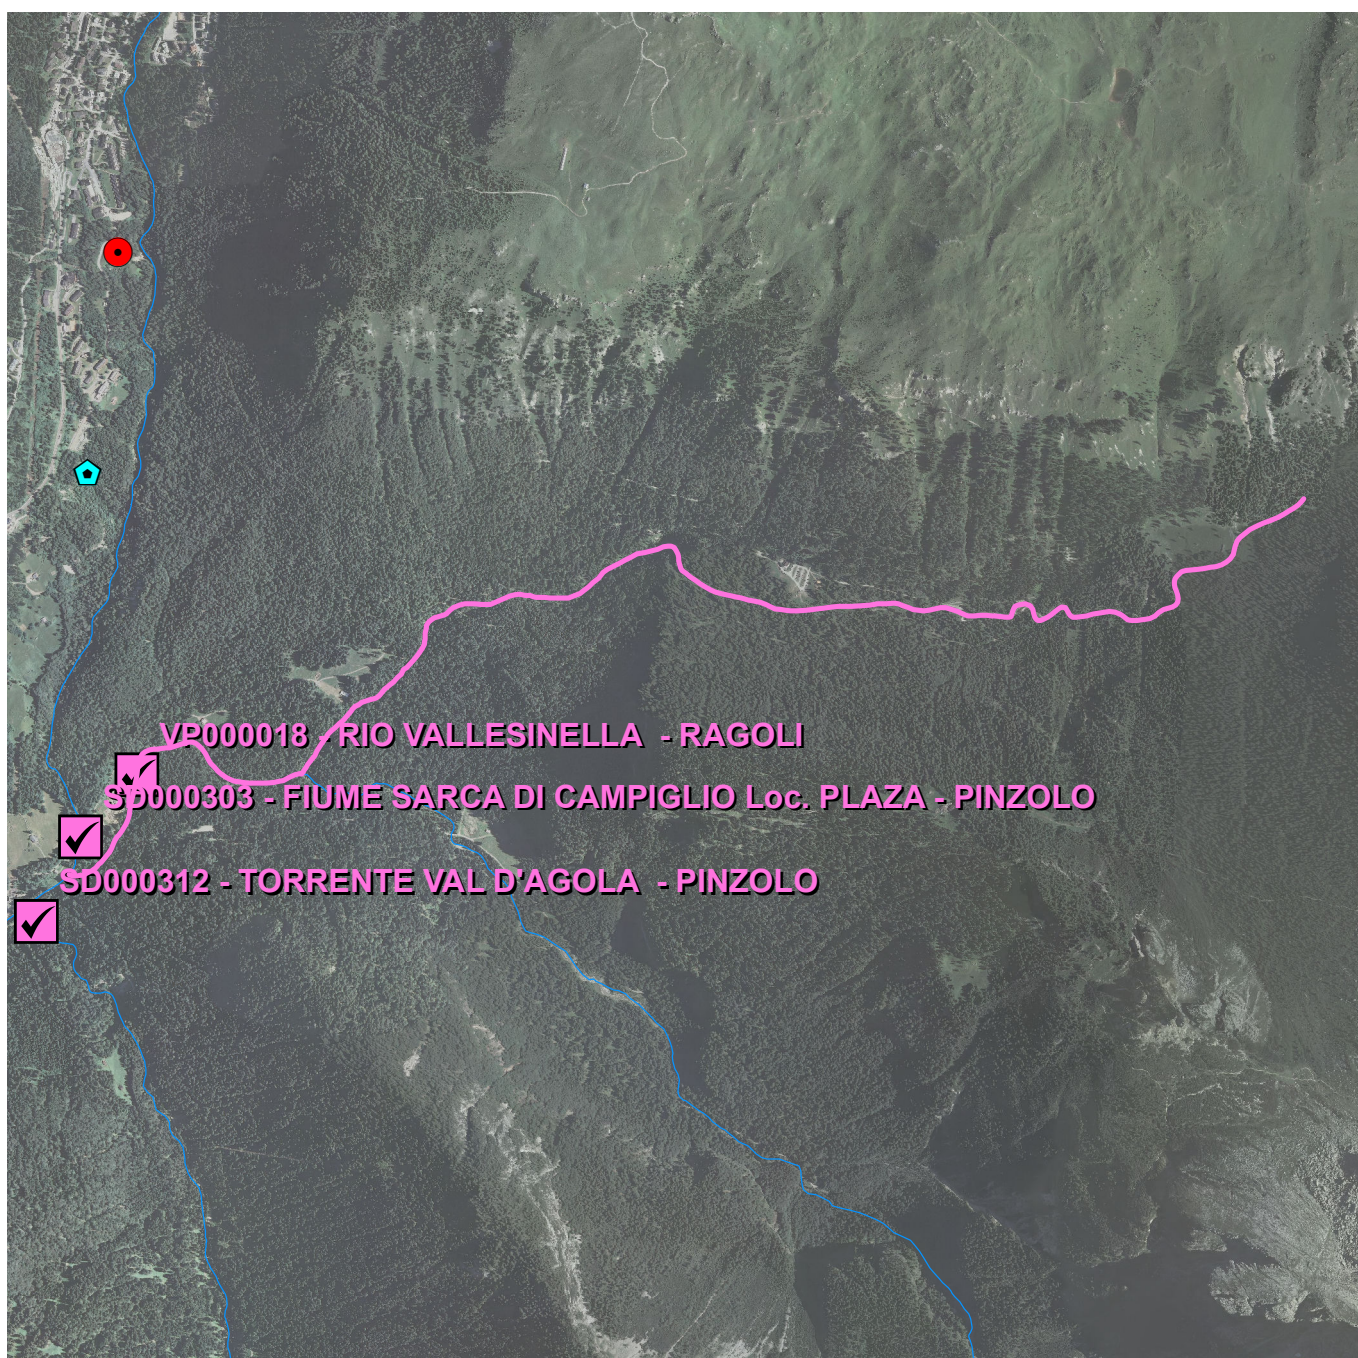 VP000018 - RIO VALLESINELLA - RAGOLI
SD000303 - FIUME SARCA DI CAMPIGLIO Loc. PLAZA - PINZOLO
SD000312 - TORRENTE VAL D'AGOLA - PINZOLO